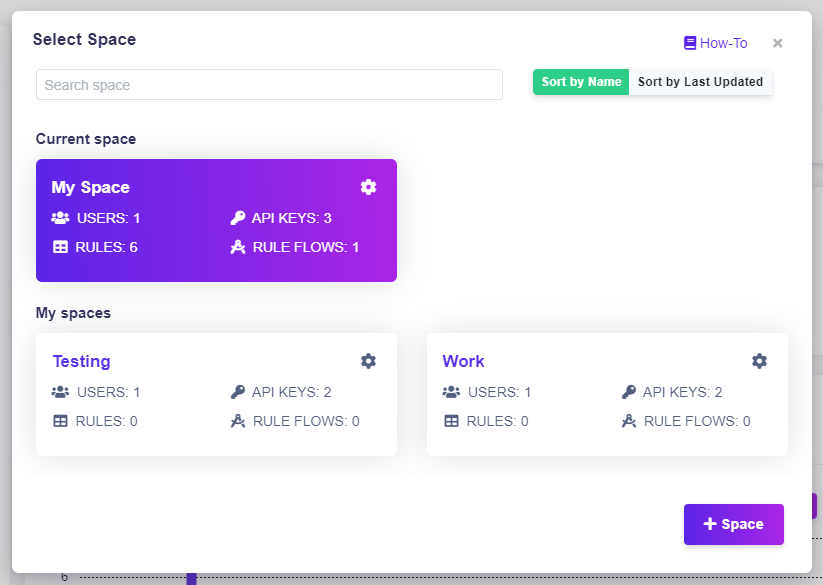 Select Space
How-To
×
Search space
Sort by Name Sort by Last Updated
Current space
My Space
USERS: 1 API KEYS: 3
RULES: 6 RULE FLOWS: 1
My spaces
Testing
USERS: 1 API KEYS: 2
RULES: 0 RULE FLOWS: 0
Work
USERS: 1 API KEYS: 2
RULES: 0 RULE FLOWS: 0
+ Space
6